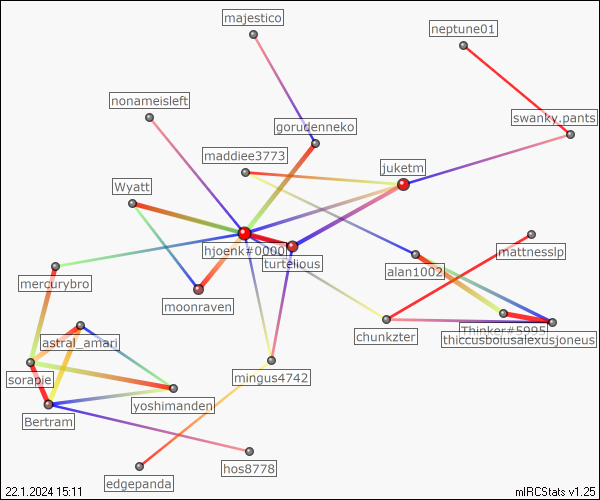 majestico
neptune01
nonameisleft
swanky.pants
gorudenneko
maddiee3773
juketm
Wyatt
hjoenk#0000
mattnesslp
turtelious
alan1002
mercurybro
moonraven
Thinker#5995
chunkzter
thiccusboiusalexusjoneus
astral_amari
sorapie
mingus4742
yoshimanden
Bertram
hos8778
edgepanda
22.1.2024 15:11
mIRCStats v1.25